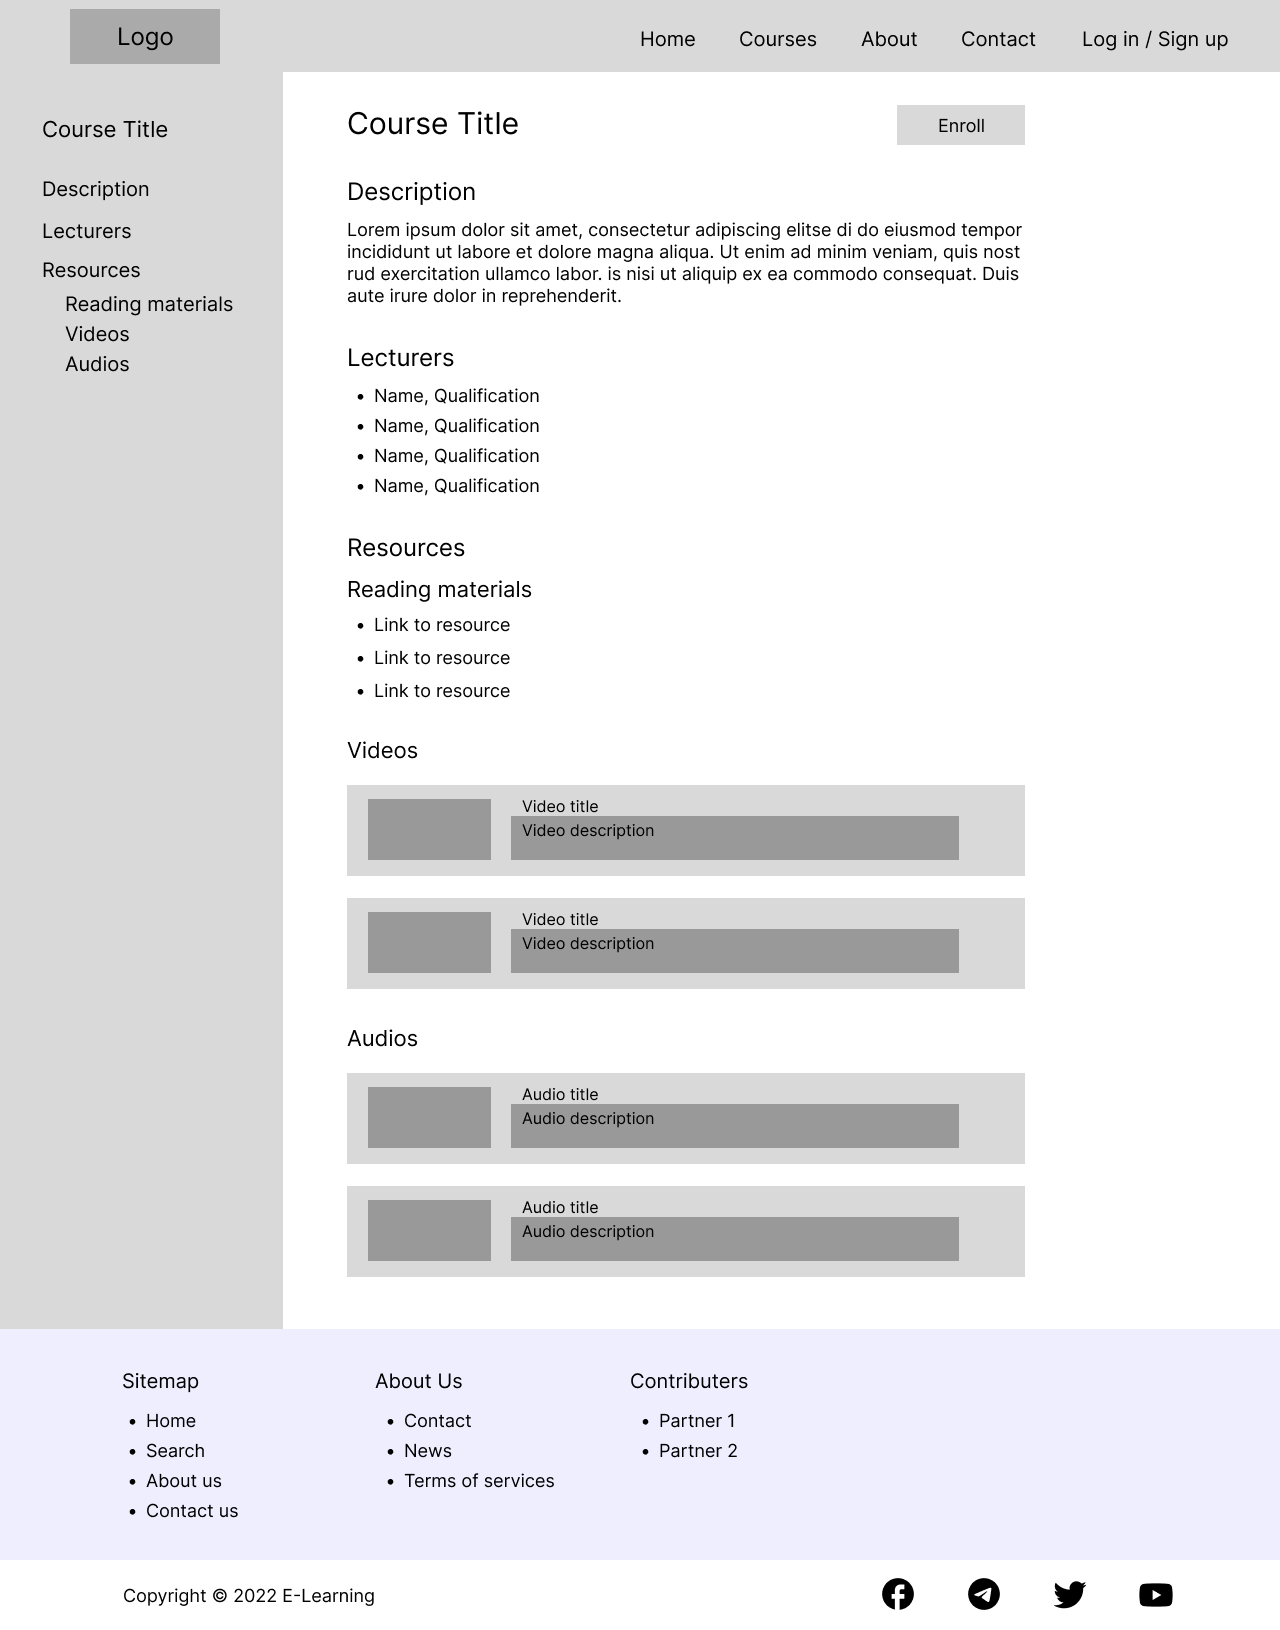 Logo
Home Courses About Contact Log in / Sign up
Course Title
Description
Lecturers
Resources
Reading materials
Videos
Audios
Course Title
Enroll
Description
Lorem ipsum dolor sit amet, consectetur adipiscing elitse di do eiusmod tempor
incididunt ut labore et dolore magna aliqua. Ut enim ad minim veniam, quis nost
rud exercitation ullamco labor. is nisi ut aliquip ex ea commodo consequat. Duis
aute irure dolor in reprehenderit.
Lecturers
• Name, Qualification
• Name, Qualification
• Name, Qualification
• Name, Qualification
Resources
Reading materials
• Link to resource
• Link to resource
• Link to resource
Videos
Video title
Video description
Video title
Video description
Audios
Audio title
Audio description
Audio title
Audio description
Sitemap
• Home
• Search
• About us
• Contact us
About Us
• Contact
• News
• Terms of services
Contributers
• Partner 1
• Partner 2
Copyright © 2022 E-Learning